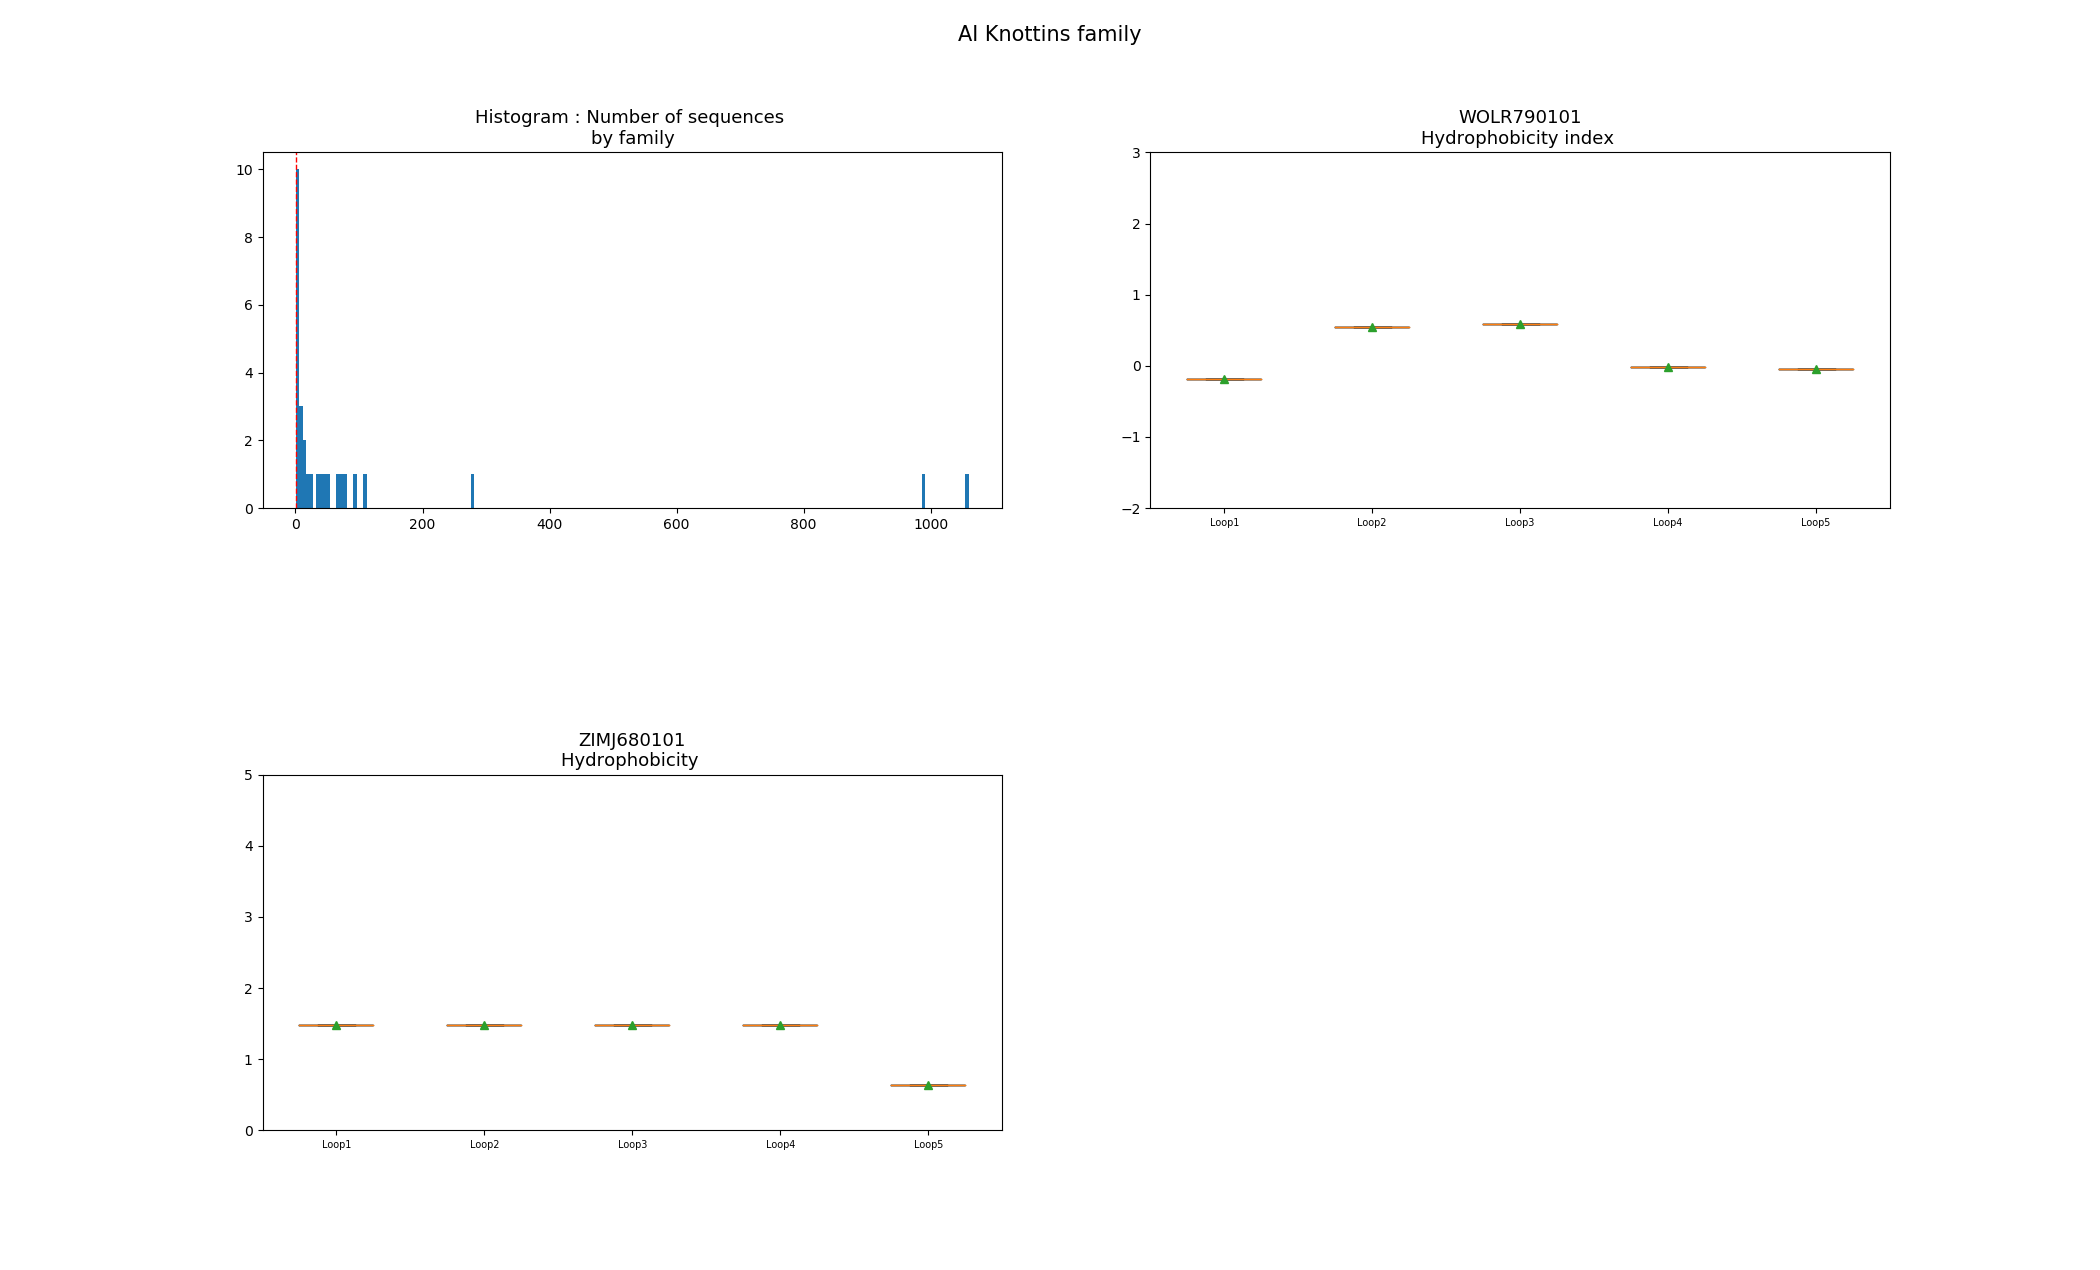 AI Knottins family
Histogram : Number of sequences
by family
10
8
6
4
2
0
0 200 400 600 800 1000
WOLR790101
Hydrophobicity index
3
2
1
0
−1
−2
Loop1 Loop2 Loop3 Loop4 Loop5
ZIMJ680101
Hydrophobicity
5
4
3
2
1
0
Loop1 Loop2 Loop3 Loop4 Loop5